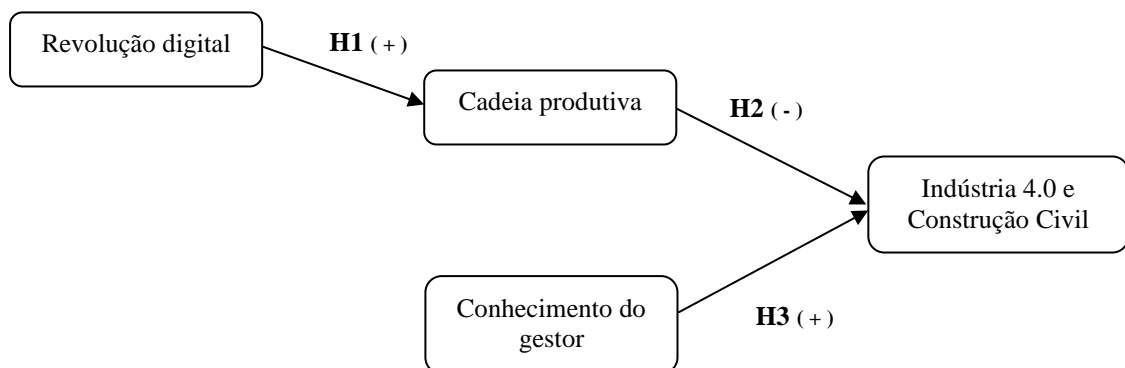 Revolução digital
H1 ( + )
Cadeia produtiva
H2 ( - )
Indústria 4.0 e
Construção Civil
Conhecimento do
gestor
H3 ( + )